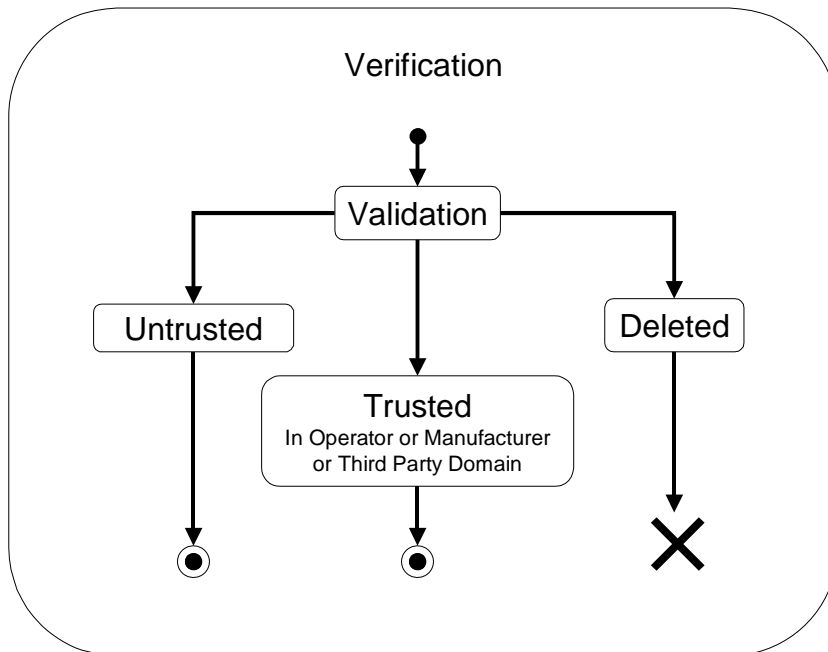 Verification
Validation
Untrusted
Deleted
Trusted
In Operator or Manufacturer
or Third Party Domain